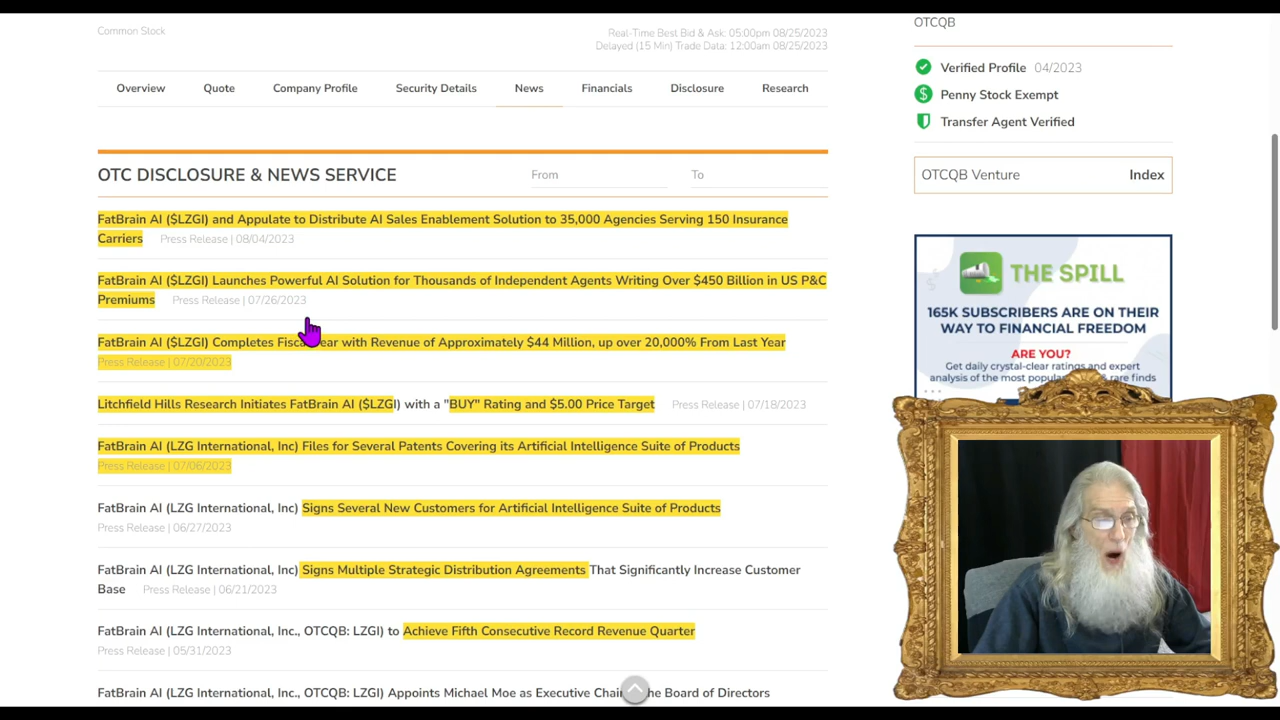 Common Stock
Real-Time Best Bid & Ask: 05:00pm 08/25/2023
Delayed (15 Min) Trade Data: 12:00am 08/25/2023
Overview Quote Company Profile Security Details News Financials Disclosure Research
OTC DISCLOSURE & NEWS SERVICE From To
FatBrain AI ($LZGI) and Appulate to Distribute AI Sales Enablement Solution to 35,000 Agencies Serving 150 Insurance
Carriers Press Release | 08/04/2023
FatBrain AI ($LZGI) Launches Powerful AI Solution for Thousands of Independent Agents Writing Over $450 Billion in US P&C
Premiums Press Release | 07/26/2023
FatBrain AI ($LZGI) Completes Fisc ear with Revenue of Approximately $44 Million, up over 20,000% From Last Year
Press Release | 07/20/2023
Litchfield Hills Research Initiates FatBrain AI ($LZGI) with a "BUY" Rating and $5.00 Price Target Press Release | 07/18/2023
FatBrain AI (LZG International, Inc) Files for Several Patents Covering its Artificial Intelligence Suite of Products
Press Release | 07/06/2023
FatBrain AI (LZG International, Inc) Signs Several New Customers for Artificial Intelligence Suite of Products
Press Release | 06/27/2023
FatBrain AI (LZG International, Inc) Signs Multiple Strategic Distribution Agreements That Significantly Increase Customer
Base Press Release | 06/21/2023
FatBrain AI (LZG International, Inc., OTCQB: LZGI) to Achieve Fifth Consecutive Record Revenue Quarter
Press Release | 05/31/2023
FatBrain AI (LZG International, Inc., OTCQB: LZGI) Appoints Michael Moe as Executive Chair he Board of Directors
OTCQB
Verified Profile 04/2023
Penny Stock Exempt
Transfer Agent Verified
OTCQB Venture Index
THE SPILL
165K SUBSCRIBERS ARE ON THEIR
WAY TO FINANCIAL FREEDOM
ARE YOU?
Get daily crystal-clear ratings and expert
analysis of the most popula rare finds